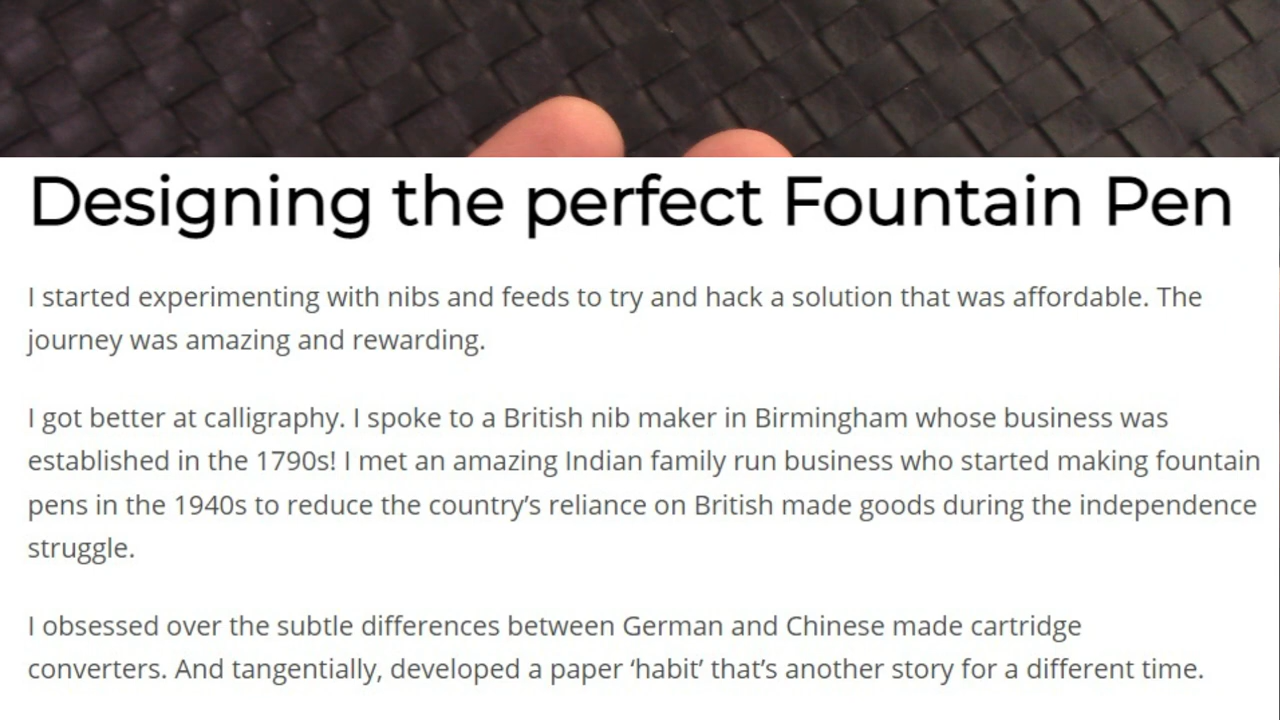 Designing the perfect Fountain Pen
I started experimenting with nibs and feeds to try and hack a solution that was affordable. The
journey was amazing and rewarding.
I got better at calligraphy. I spoke to a British nib maker in Birmingham whose business was
established in the 1790s! I met an amazing Indian family run business who started making fountain
pens in the 1940s to reduce the country’s reliance on British made goods during the independence
struggle.
I obsessed over the subtle differences between German and Chinese made cartridge
converters. And tangentially, developed a paper ‘habit’ that’s another story for a different time.